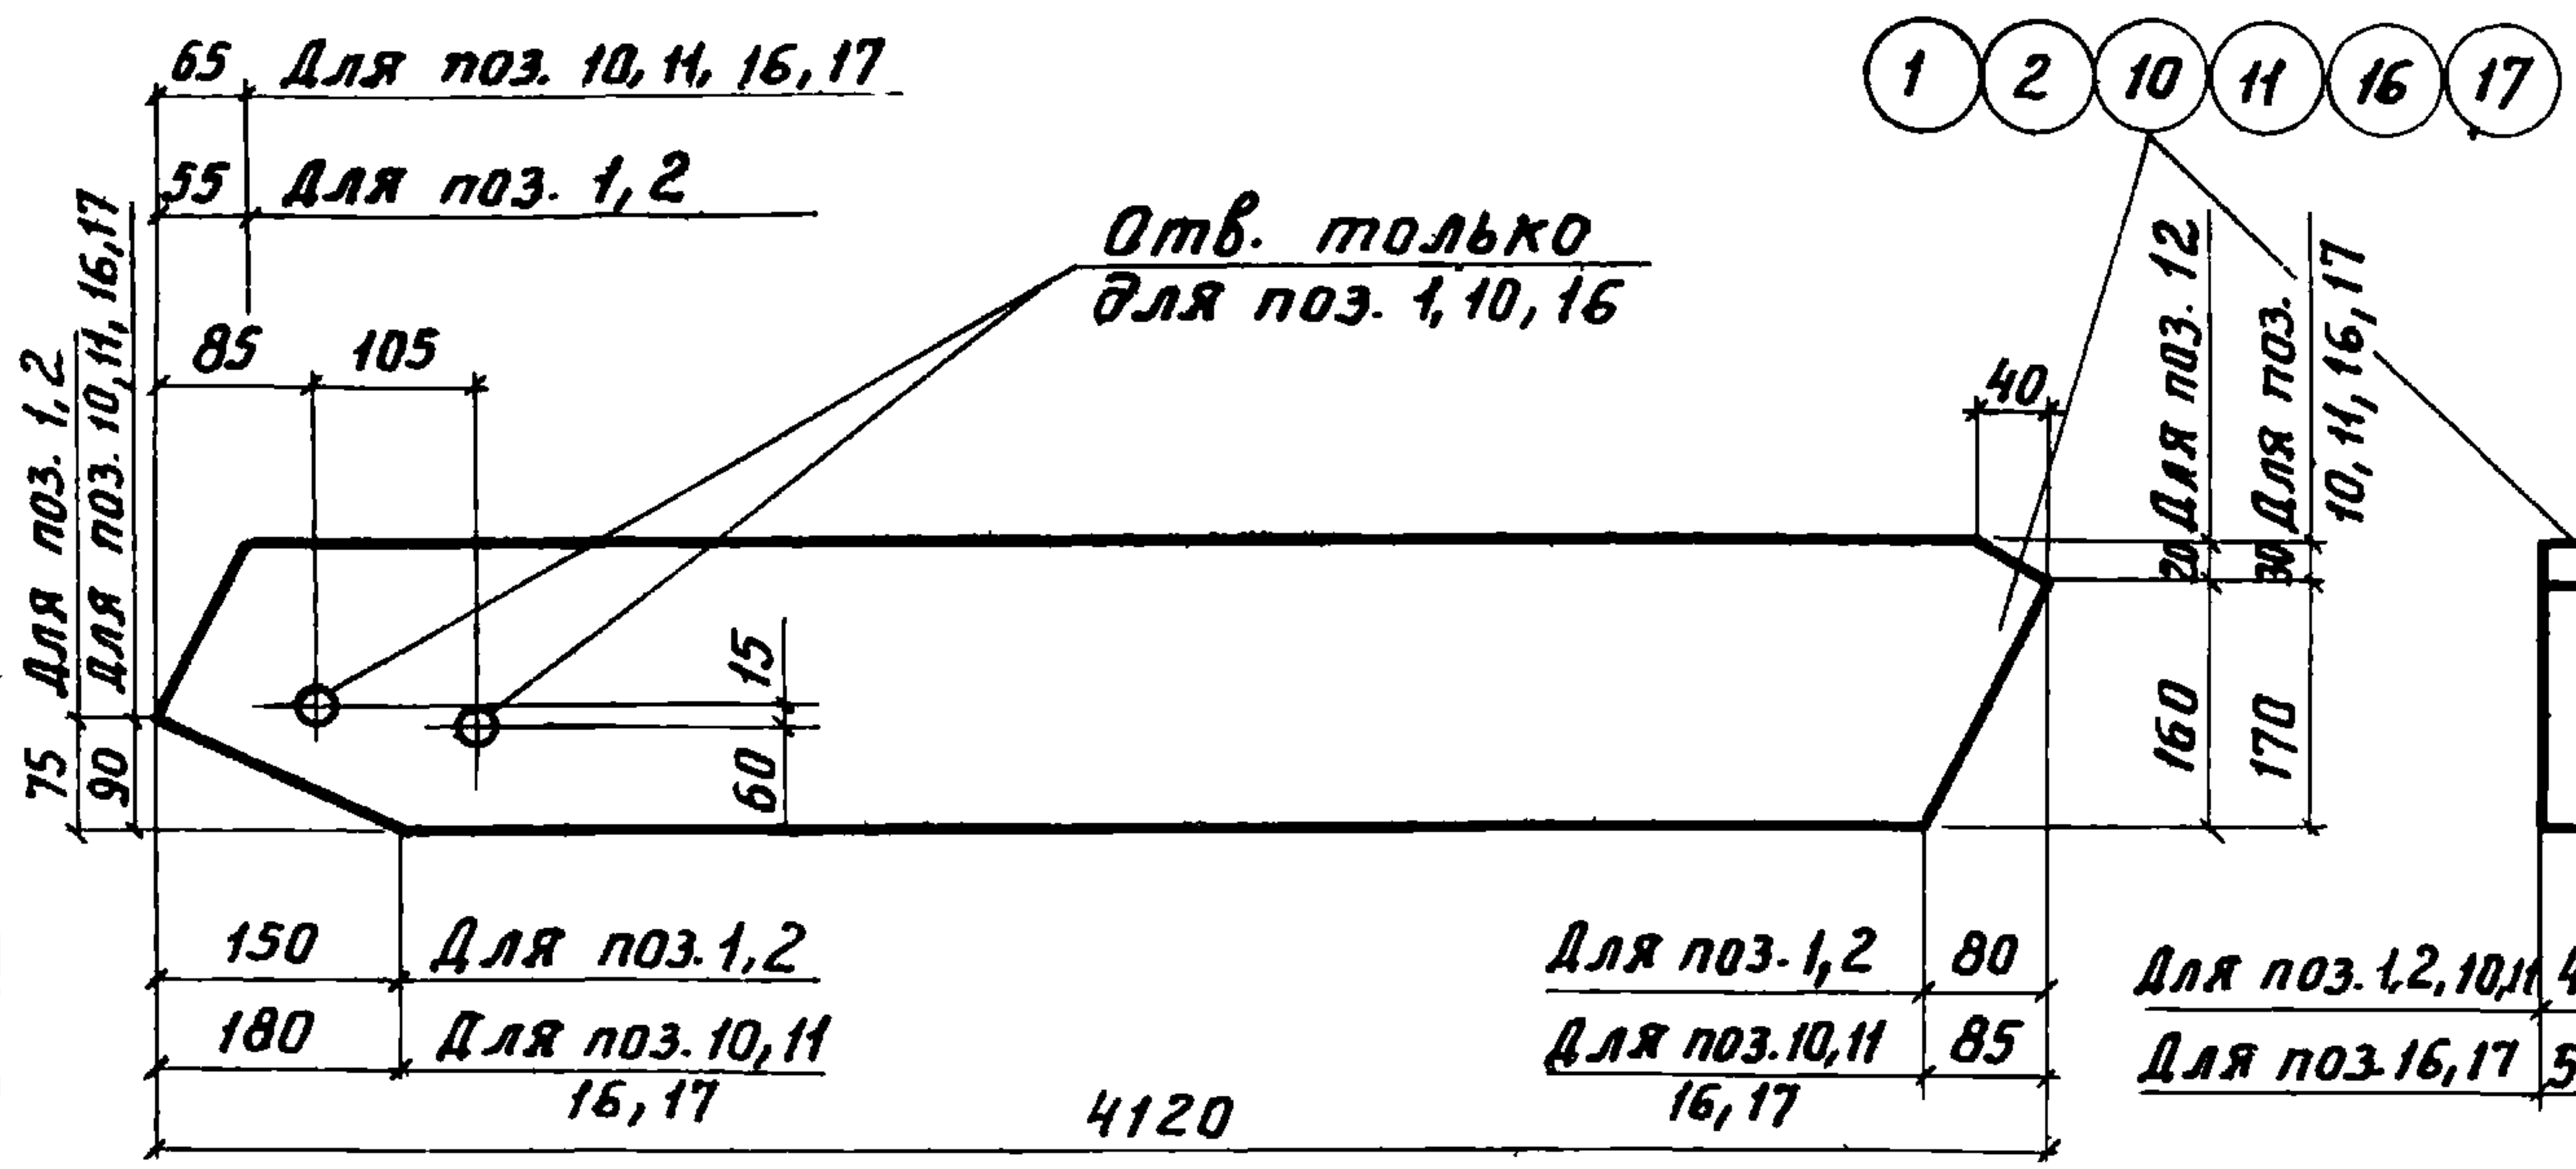 65 Для поз. 10, 11, 16, 17
1 2 10 11 16 17
55 Для поз. 1, 2
Отв. только
для поз. 1, 10, 16
Для поз. 1, 2
Для поз. 10, 11, 16, 17
85 105
40
Для поз. 12
Для поз.
10, 11, 16, 17
20
30
15
60
75
90
160
170
150 Для поз. 1, 2
180 Для поз. 10, 11
16, 17
Для поз. 1, 2 80
Для поз. 10, 11 85
16, 17
Для поз. 1, 2, 10, 11 4
Для поз. 16, 17 5
4120